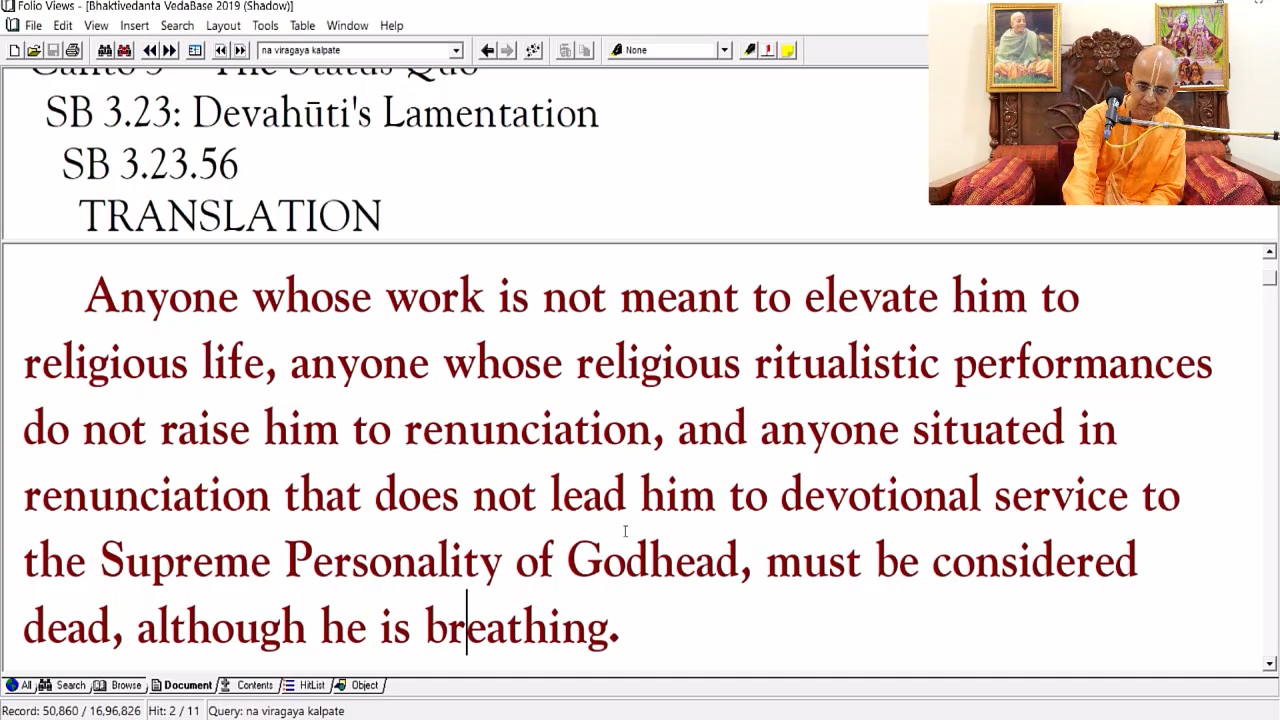 Folio Views - [Bhaktivedanta VedaBase 2019 (Shadow)]
File Edit View Insert Search Layout Tools Table Window Help
na viragaya kalpate
None
Canto 3 The Status Quo
SB 3.23: Devahūti's Lamentation
SB 3.23.56
TRANSLATION
Anyone whose work is not meant to elevate him to
religious life, anyone whose religious ritualistic performances
do not raise him to renunciation, and anyone situated in
renunciation that does not lead him to devotional service to
the Supreme Personality of Godhead, must be considered
dead, although he is breathing.
All Search Browse Document Contents HitList Object
Record: 50,860 / 16,96,826 Hit: 2 / 11 Query: na viragaya kalpate